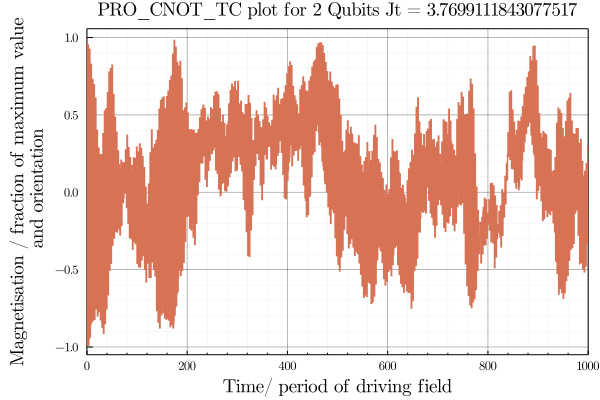 PRO_CNOT_TC plot for 2 Qubits Jt = 3.7699111843077517
Magnetisation / fraction of maximum value
and orientation
1.0
0.5
0.0
−0.5
−1.0
0 200 400 600 800 1000
Time/ period of driving field